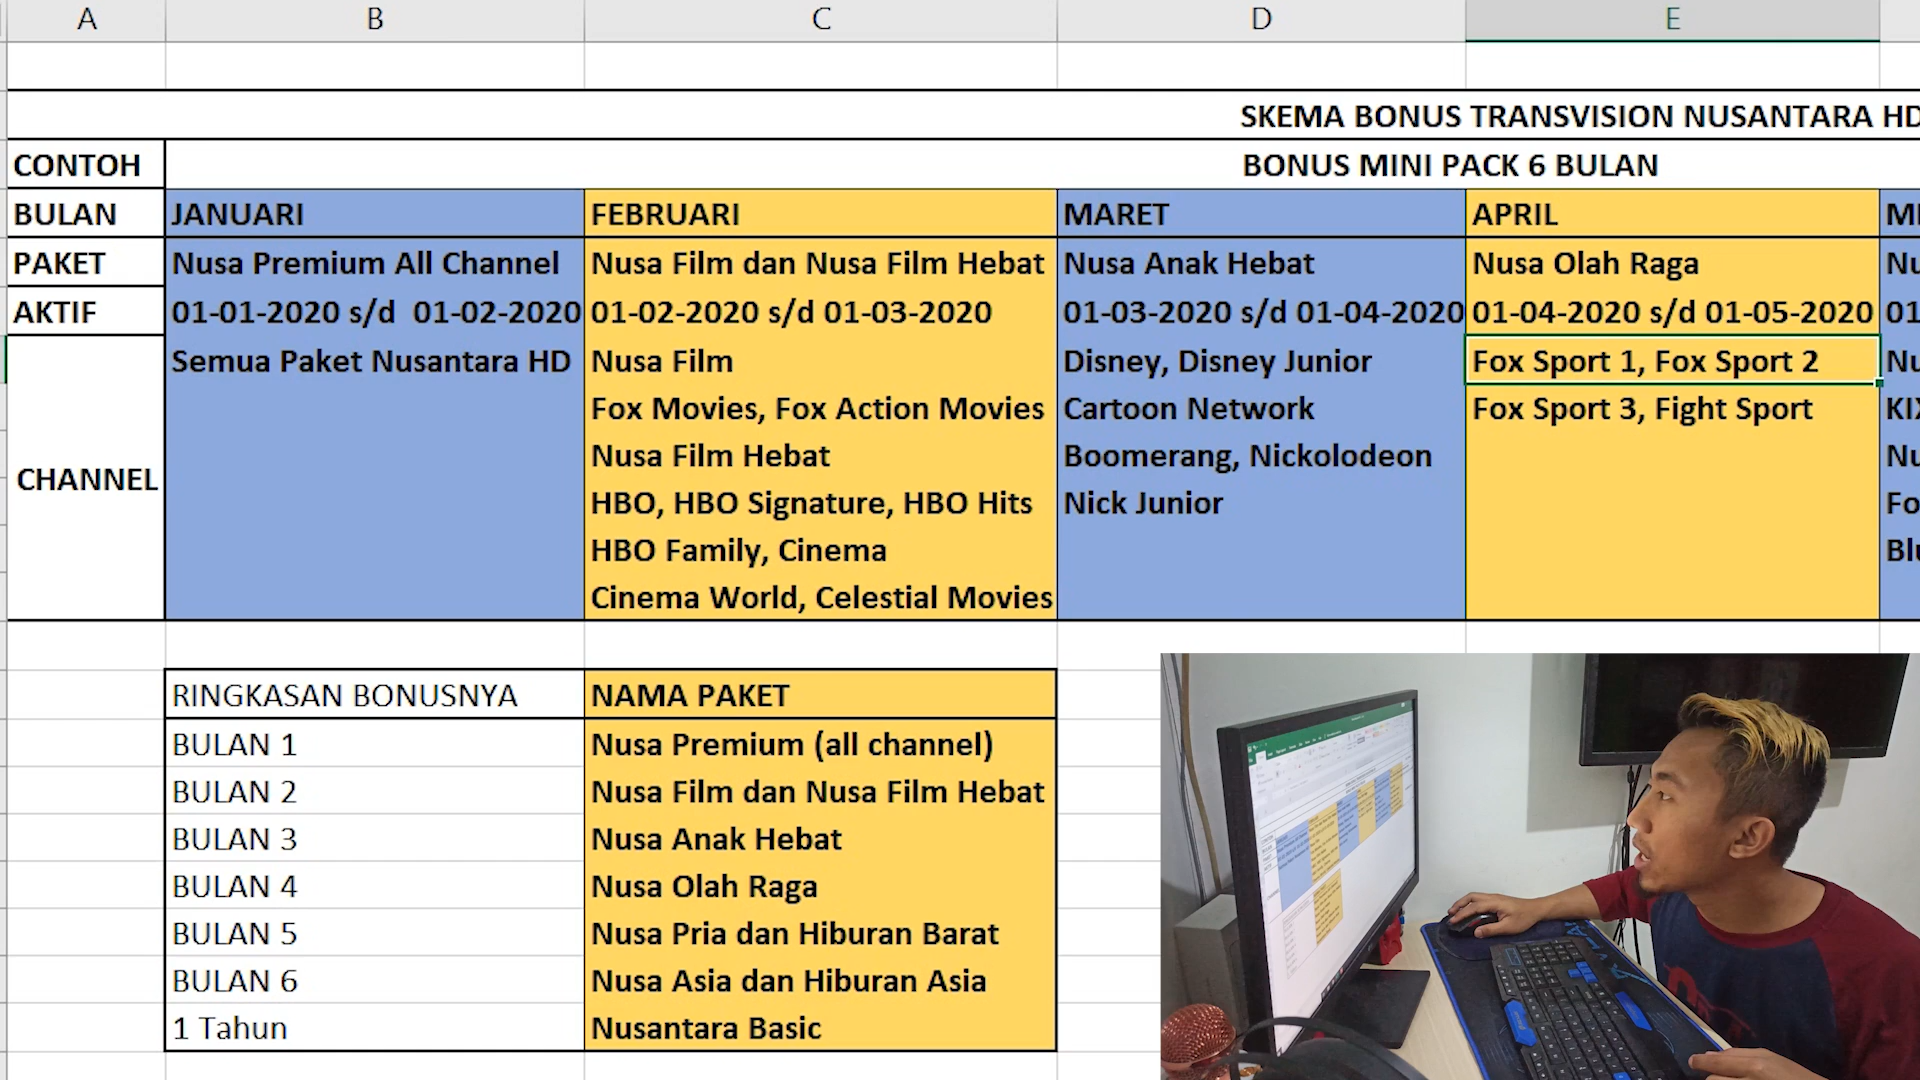 A B C D E
SKEMA BONUS TRANSVISION NUSANTARA HD
CONTOH BONUS MINI PACK 6 BULAN
BULAN JANUARI FEBRUARI MARET APRIL
PAKET Nusa Premium All Channel Nusa Film dan Nusa Film Hebat Nusa Anak Hebat Nusa Olah Raga
AKTIF 01-01-2020 s/d 01-02-2020 01-02-2020 s/d 01-03-2020 01-03-2020 s/d 01-04-2020 01-04-2020 s/d 01-05-2020 01
Semua Paket Nusantara HD Nusa Film Disney, Disney Junior Fox Sport 1, Fox Sport 2
Fox Movies, Fox Action Movies Cartoon Network Fox Sport 3, Fight Sport
Nusa Film Hebat Boomerang, Nickolodeon
CHANNEL
HBO, HBO Signature, HBO Hits Nick Junior
HBO Family, Cinema
Cinema World, Celestial Movies
RINGKASAN BONUSNYA NAMA PAKET
BULAN 1 Nusa Premium (all channel)
BULAN 2 Nusa Film dan Nusa Film Hebat
BULAN 3 Nusa Anak Hebat
BULAN 4 Nusa Olah Raga
BULAN 5 Nusa Pria dan Hiburan Barat
BULAN 6 Nusa Asia dan Hiburan Asia
1 Tahun Nusantara Basic